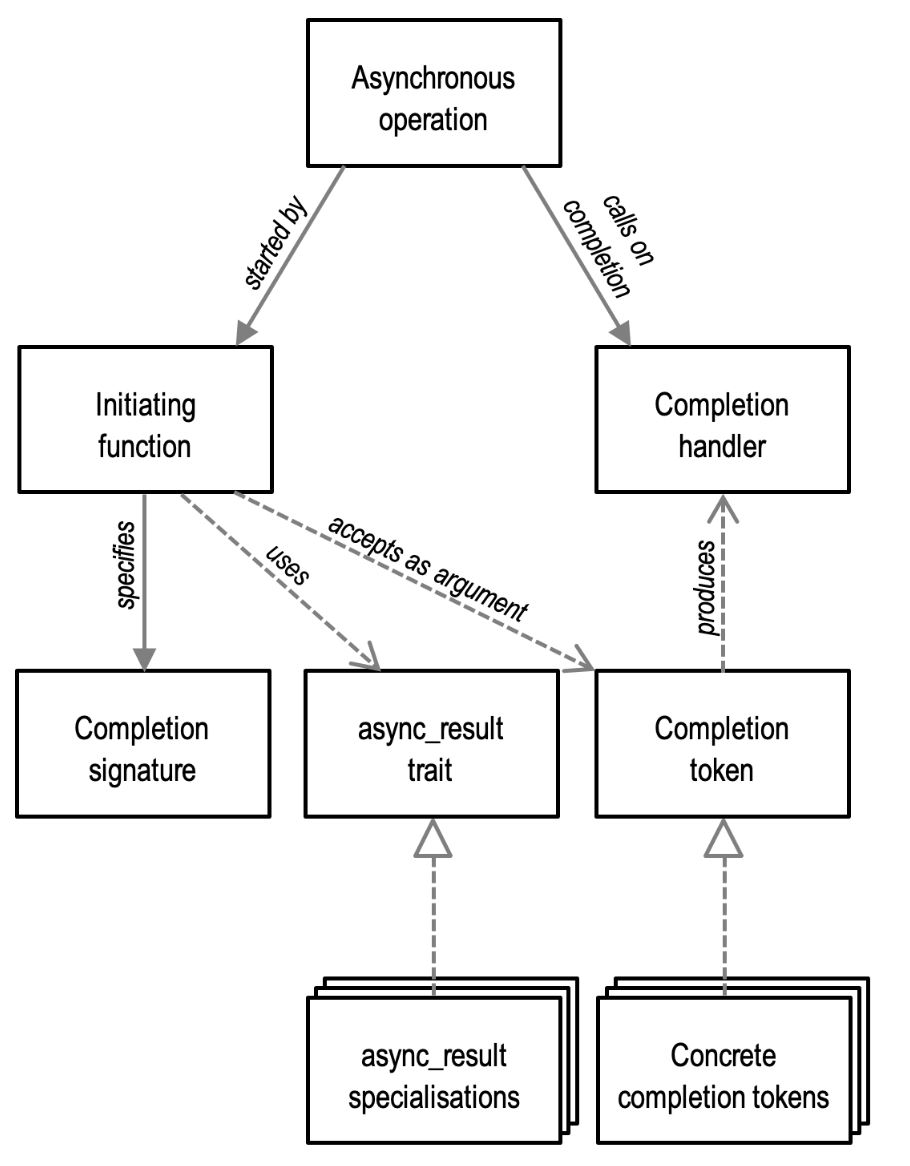 Asynchronous
operation
started by
calls on
completion
Initiating
function
Completion
handler
specifies
uses
accepts as argument
produces
Completion
signature
async_result
trait
Completion
token
async_result
specialisations
Concrete
completion tokens